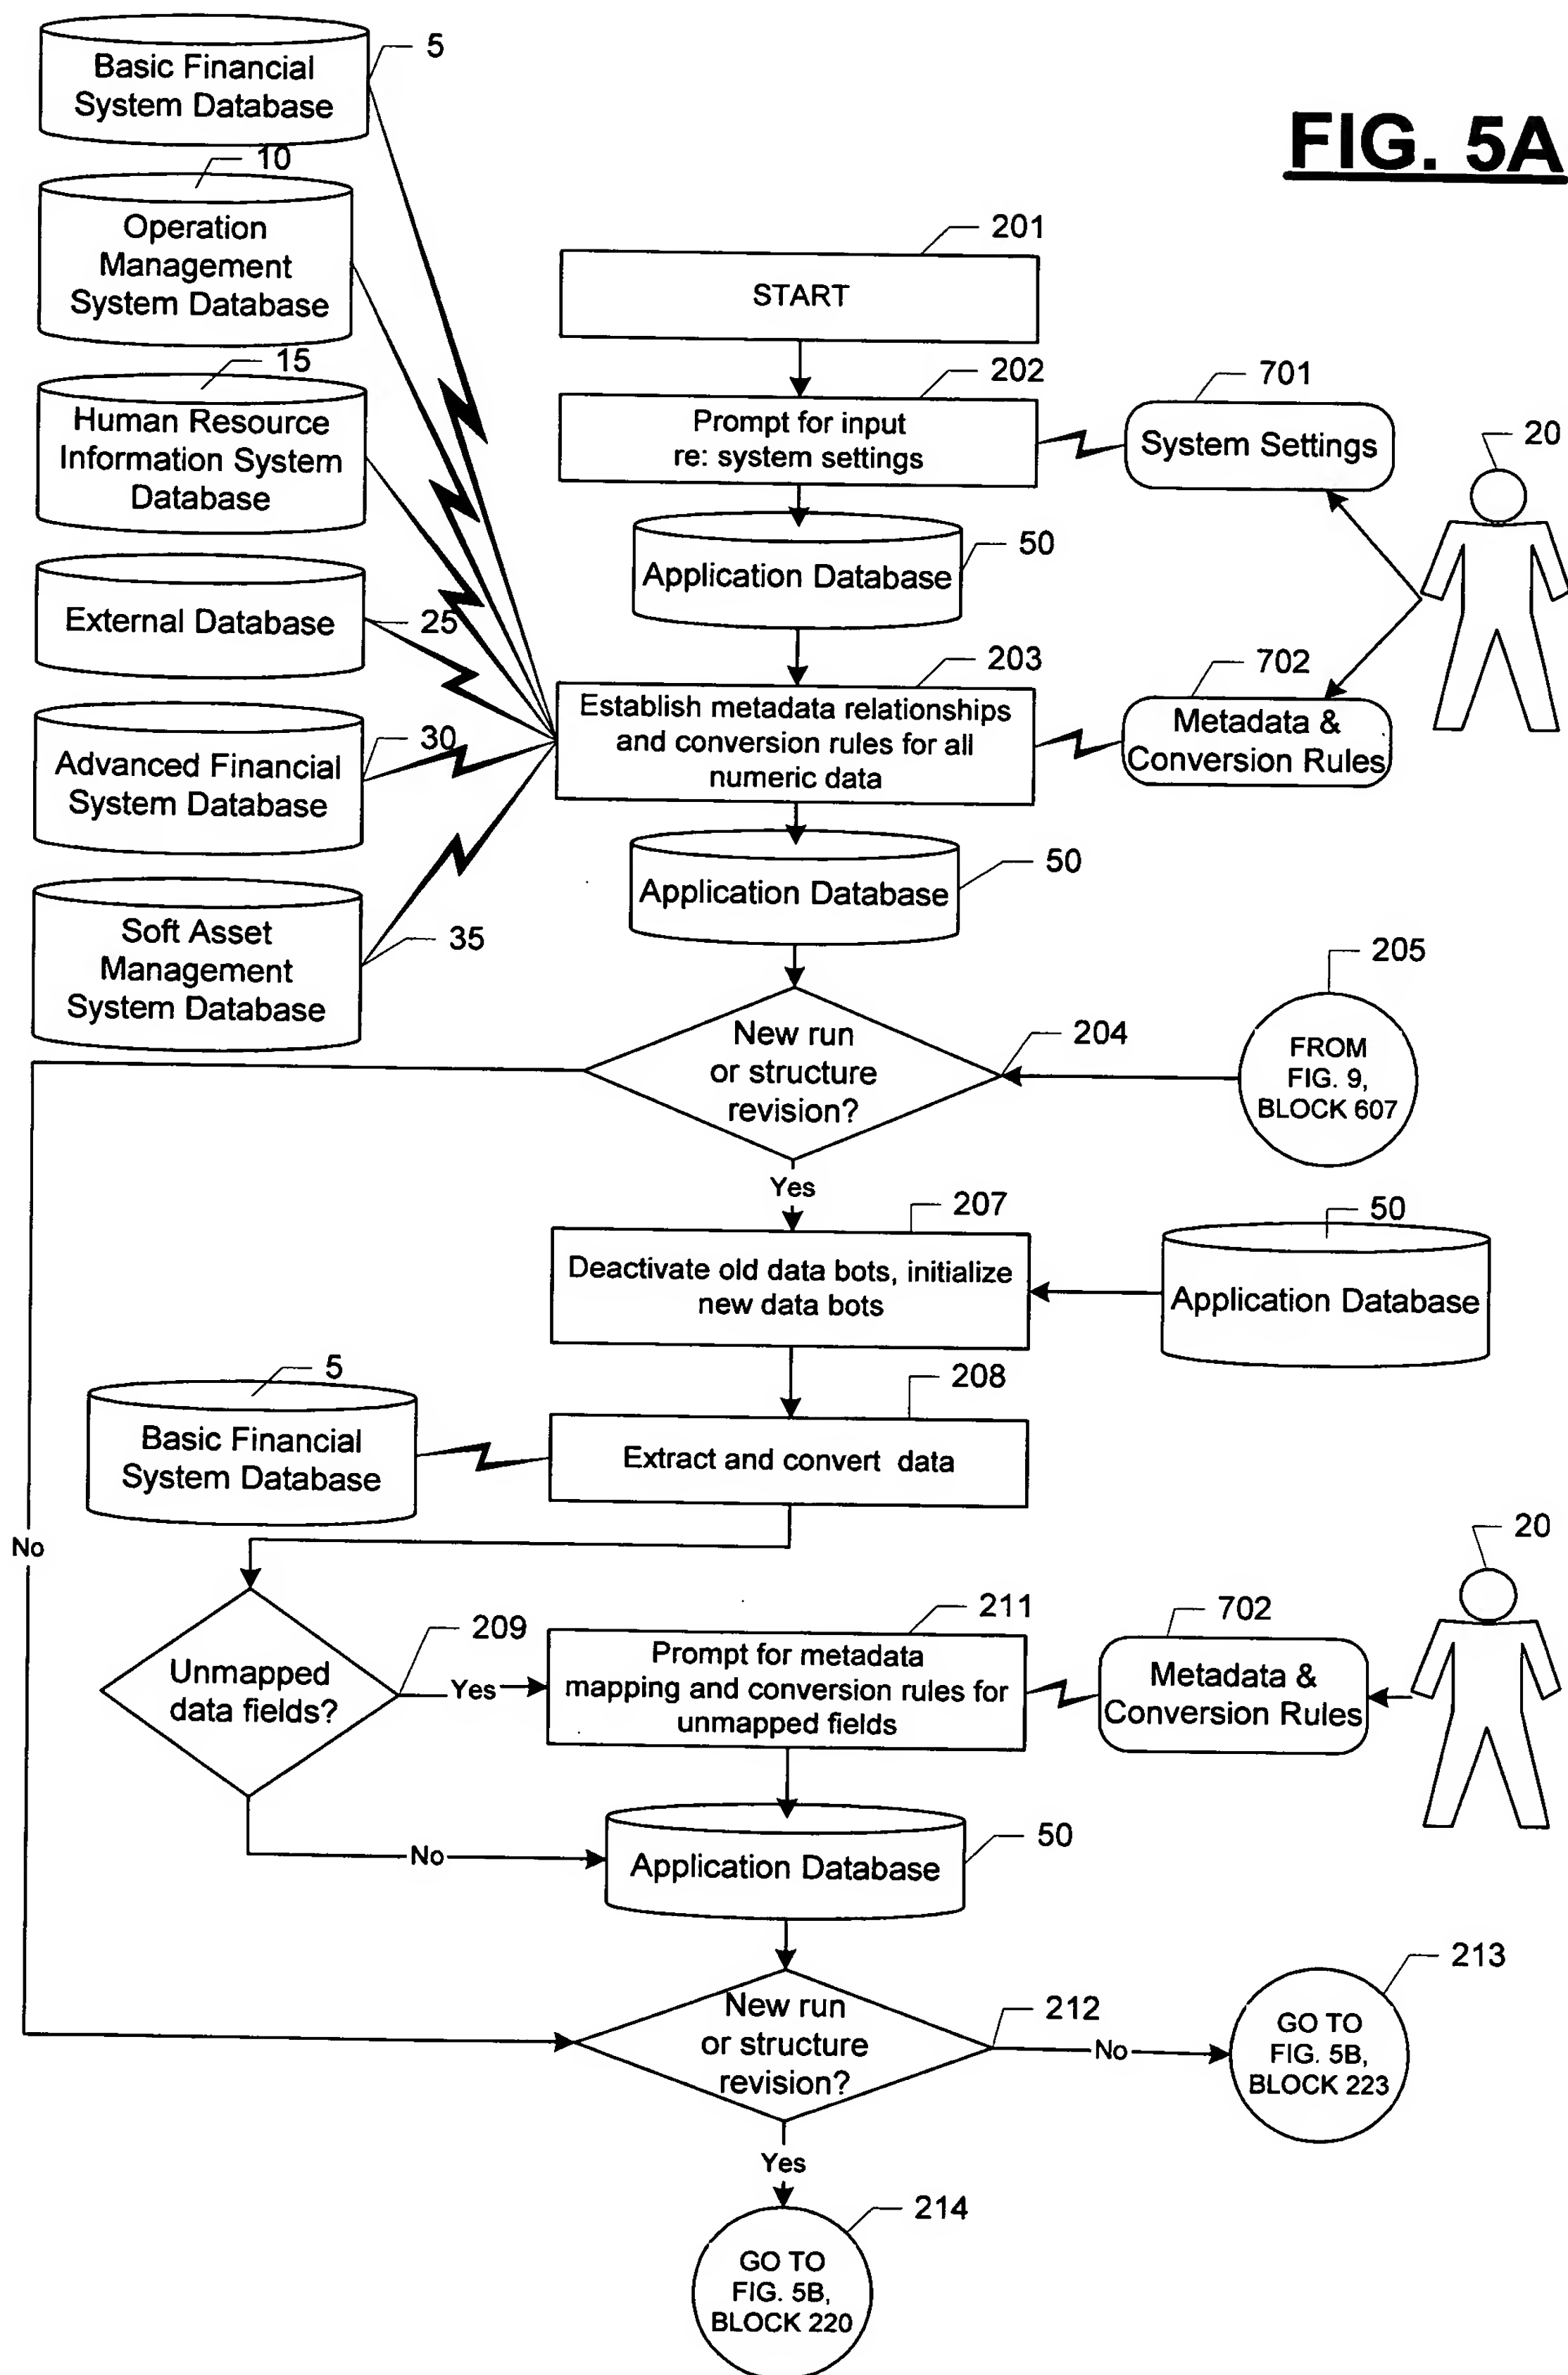 FIG. 5A
5
Basic Financial
System Database
10
Operation
Management
System Database
15
Human Resource
Information System
Database
External Database
25
Advanced Financial
System Database
30
Soft Asset
Management
System Database
35
201
START
202
Prompt for input
re: system settings
701
System Settings
20
50
Application Database
203
Establish metadata relationships
and conversion rules for all
numeric data
702
Metadata &
Conversion Rules
50
Application Database
204
New run
or structure
revision?
205
FROM
FIG. 9,
BLOCK 607
Yes
No
207
Deactivate old data bots, initialize
new data bots
50
Application Database
208
Extract and convert  data
5
Basic Financial
System Database
209
Unmapped
data fields?
Yes
211
Prompt for metadata
mapping and conversion rules for
unmapped fields
702
Metadata &
Conversion Rules
20
No
50
Application Database
212
New run
or structure
revision?
No
213
GO TO
FIG. 5B,
BLOCK 223
Yes
214
GO TO
FIG. 5B,
BLOCK 220